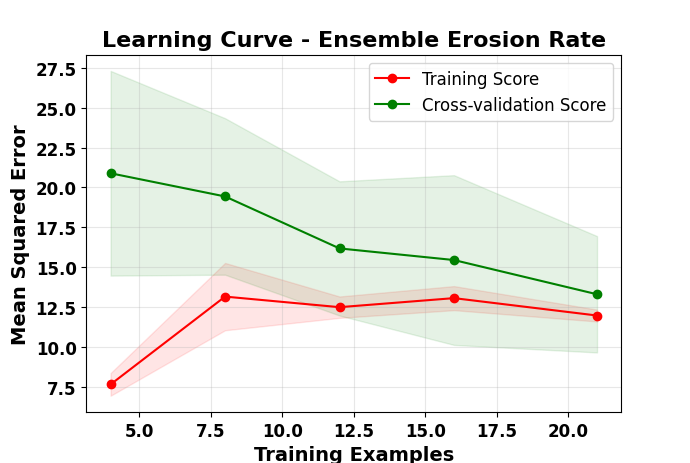 Learning Curve - Ensemble Erosion Rate
Training Score
Cross-validation Score
Mean Squared Error
27.5
25.0
22.5
20.0
17.5
15.0
12.5
10.0
7.5
5.0 7.5 10.0 12.5 15.0 17.5 20.0
Training Examples